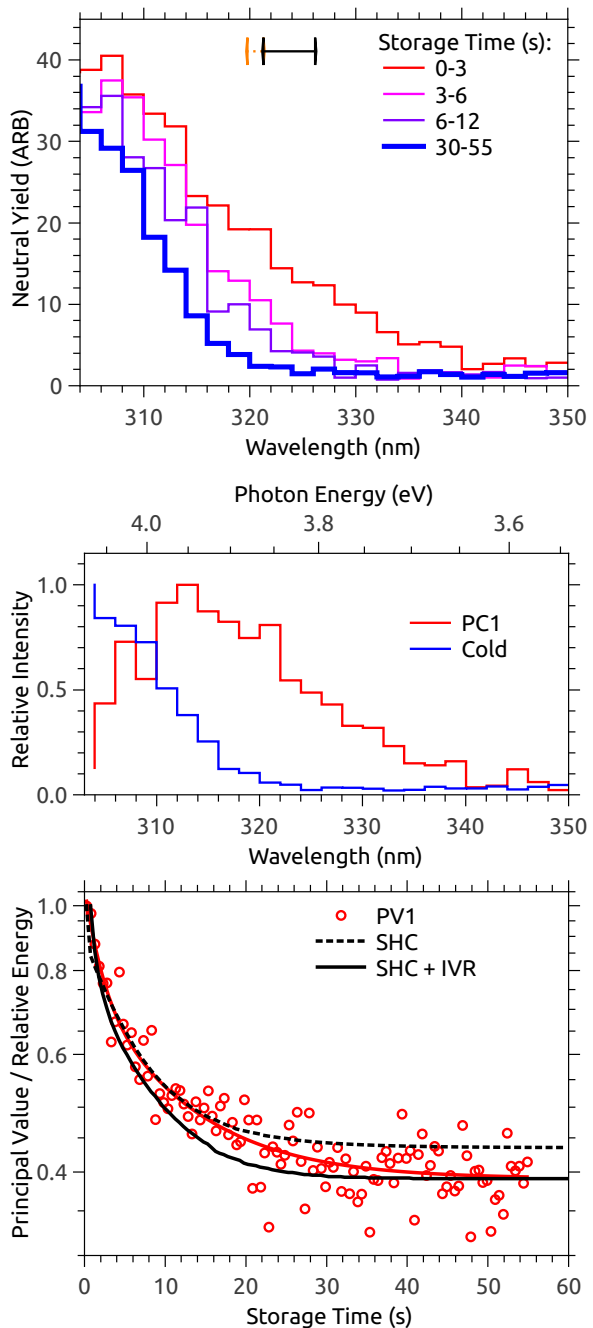 Storage Time (s):
0-3
3-6
6-12
30-55
40
30
20
10
0
Neutral Yield (ARB)
310 320 330 340 350
Wavelength (nm)
Photon Energy (eV)
4.0 3.8 3.6
1.0
0.5
0.0
Relative Intensity
PC1
Cold
310 320 330 340 350
Wavelength (nm)
1.0
0.8
0.6
0.4
Principal Value / Relative Energy
PV1
SHC
SHC + IVR
0 10 20 30 40 50 60
Storage Time (s)